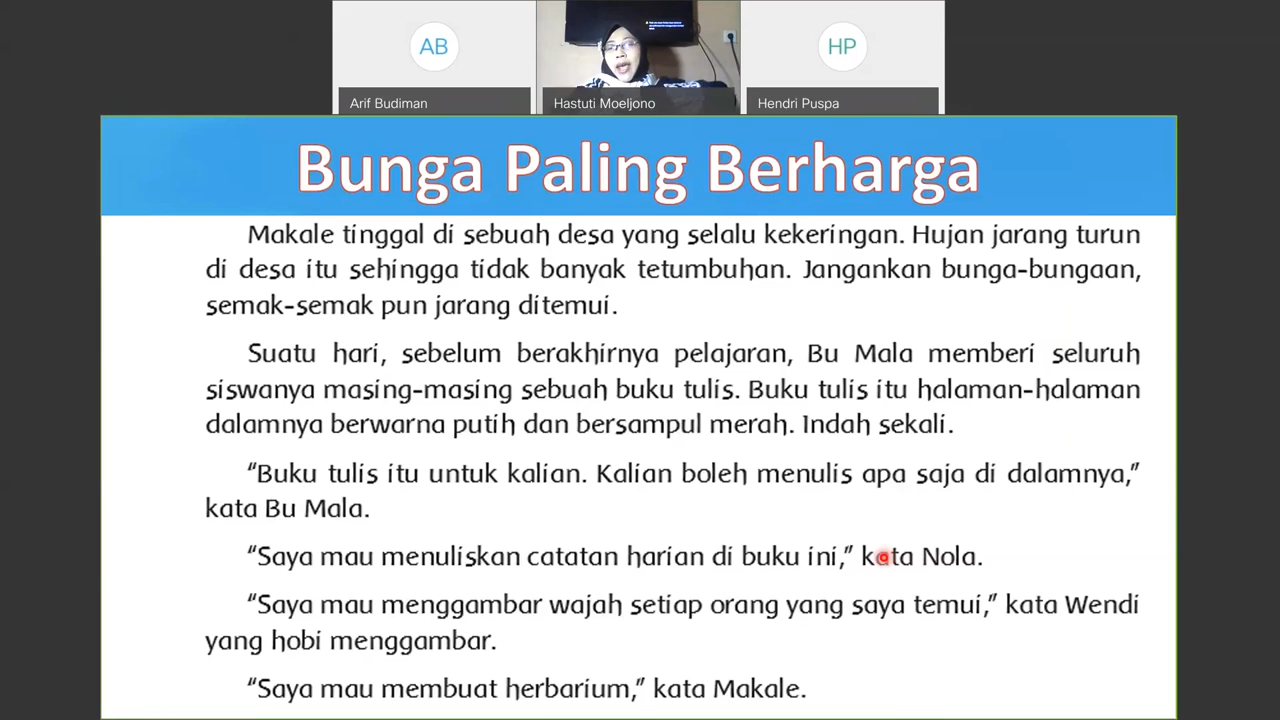 AB
HP
Arif Budiman
Hastuti Moeljono
Hendri Puspa
Bunga Paling Berharga
Makale tinggal di sebuah desa yang selalu kekeringan. Hujan jarang turun
di desa itu sehingga tidak banyak tetumbuhan. Jangankan bunga-bungaan,
semak-semak pun jarang ditemui.
Suatu hari, sebelum berakhirnya pelajaran, Bu Mala memberi seluruh
siswanya masing-masing sebuah buku tulis. Buku tulis itu halaman-halaman
dalamnya berwarna putih dan bersampul merah. Indah sekali.
“Buku tulis itu untuk kalian. Kalian boleh menulis apa saja di dalamnya,”
kata Bu Mala.
“Saya mau menuliskan catatan harian di buku ini,” kata Nola.
“Saya mau menggambar wajah setiap orang yang saya temui,” kata Wendi
yang hobi menggambar.
“Saya mau membuat herbarium,” kata Makale.